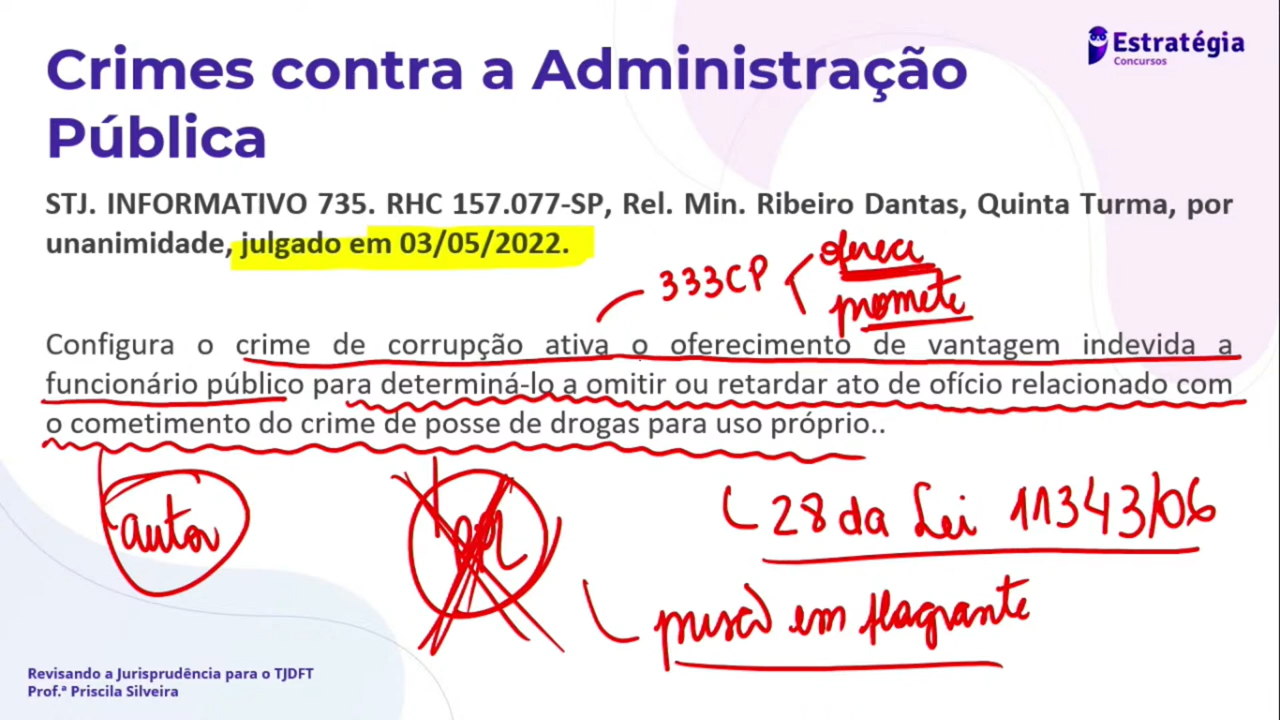 Estratégia
Concursos
Crimes contra a Administração
Pública
STJ. INFORMATIVO 735. RHC 157.077-SP, Rel. Min. Ribeiro Dantas, Quinta Turma, por
unanimidade, julgado em 03/05/2022.
333CP
oferece
promete
Configura o crime de corrupção ativa o oferecimento de vantagem indevida a
funcionário público para determiná-lo a omitir ou retardar ato de ofício relacionado com
o cometimento do crime de posse de drogas para uso próprio..
autor
28 da Lei 11343/06
prisão em flagrante
Revisando a Jurisprudência para o TJDFT
Prof.ª Priscila Silveira